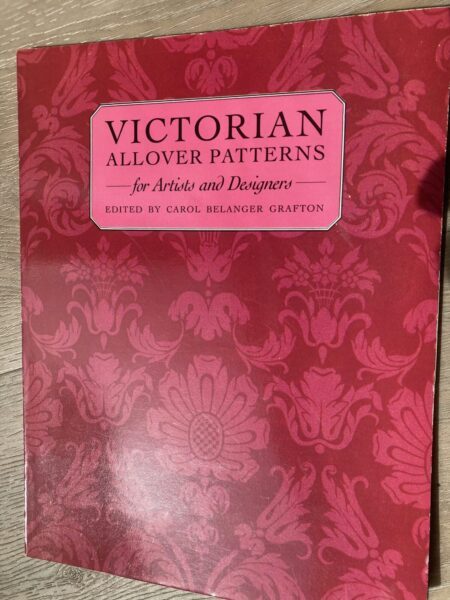 VICTORIAN
ALLOVER PATTERNS
for Artists and Designers
EDITED BY CAROL BELANGER GRAFTON